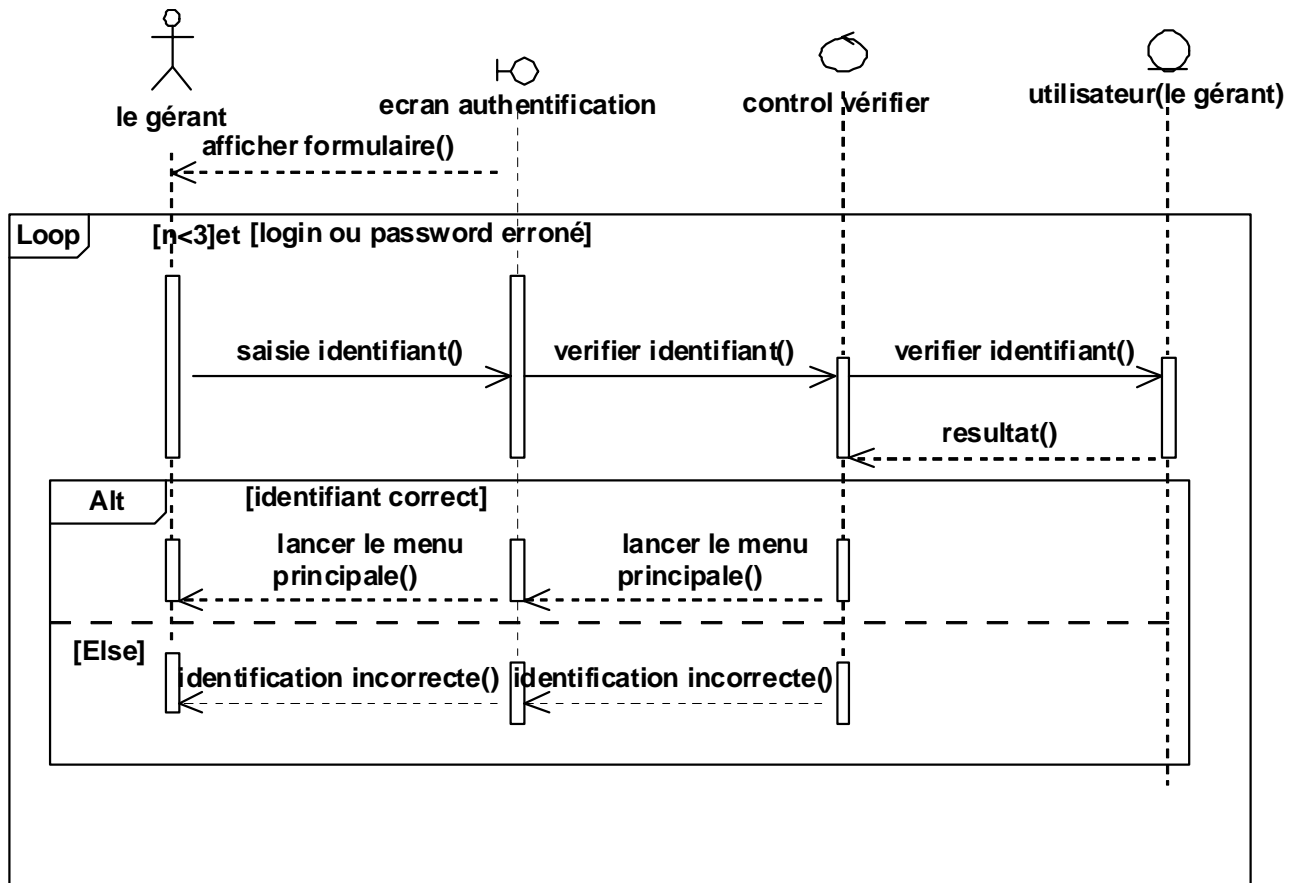 le gérant
ecran authentification
control vérifier
utilisateur(le gérant)
afficher formulaire()
Loop
[n<3]et [login ou password erroné]
saisie identifiant()
verifier identifiant()
verifier identifiant()
resultat()
Alt
[identifiant correct]
lancer le menu
principale()
lancer le menu
principale()
[Else]
identification incorrecte()
identification incorrecte()